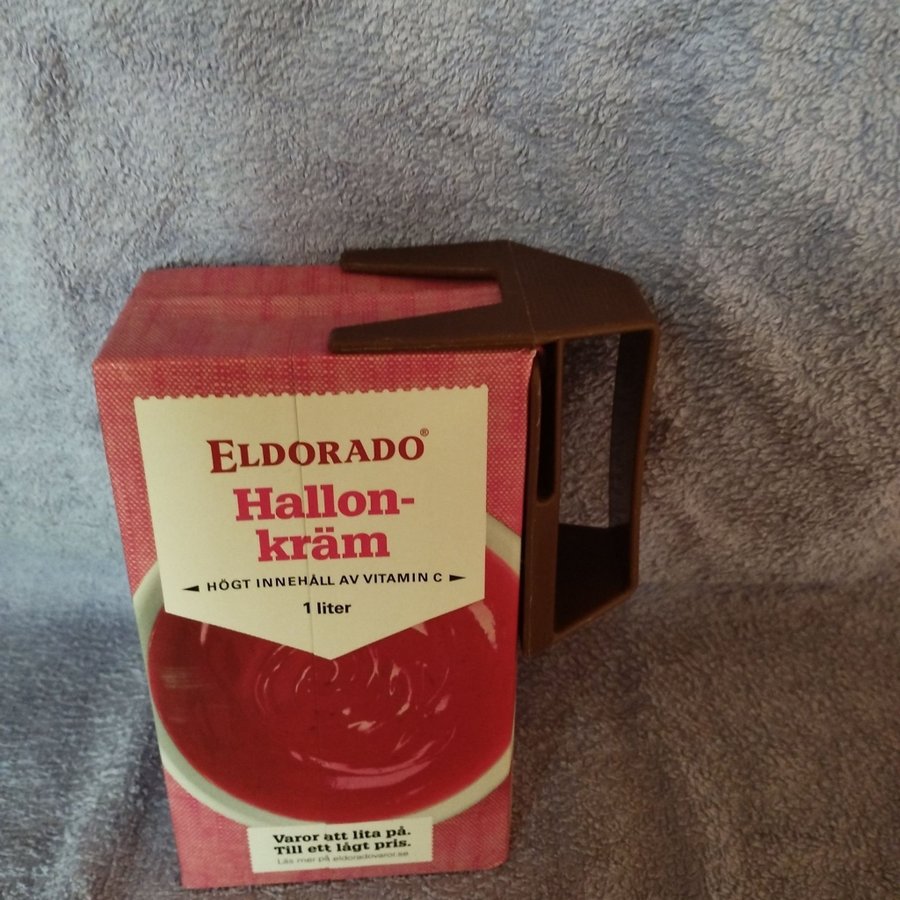 ELDORADO®
Hallon-
kräm
HÖGT INNEHÅLL AV VITAMIN C
1 liter
Varor att lita på.
Till ett lågt pris.
Läs mer på eldoradovaror.se